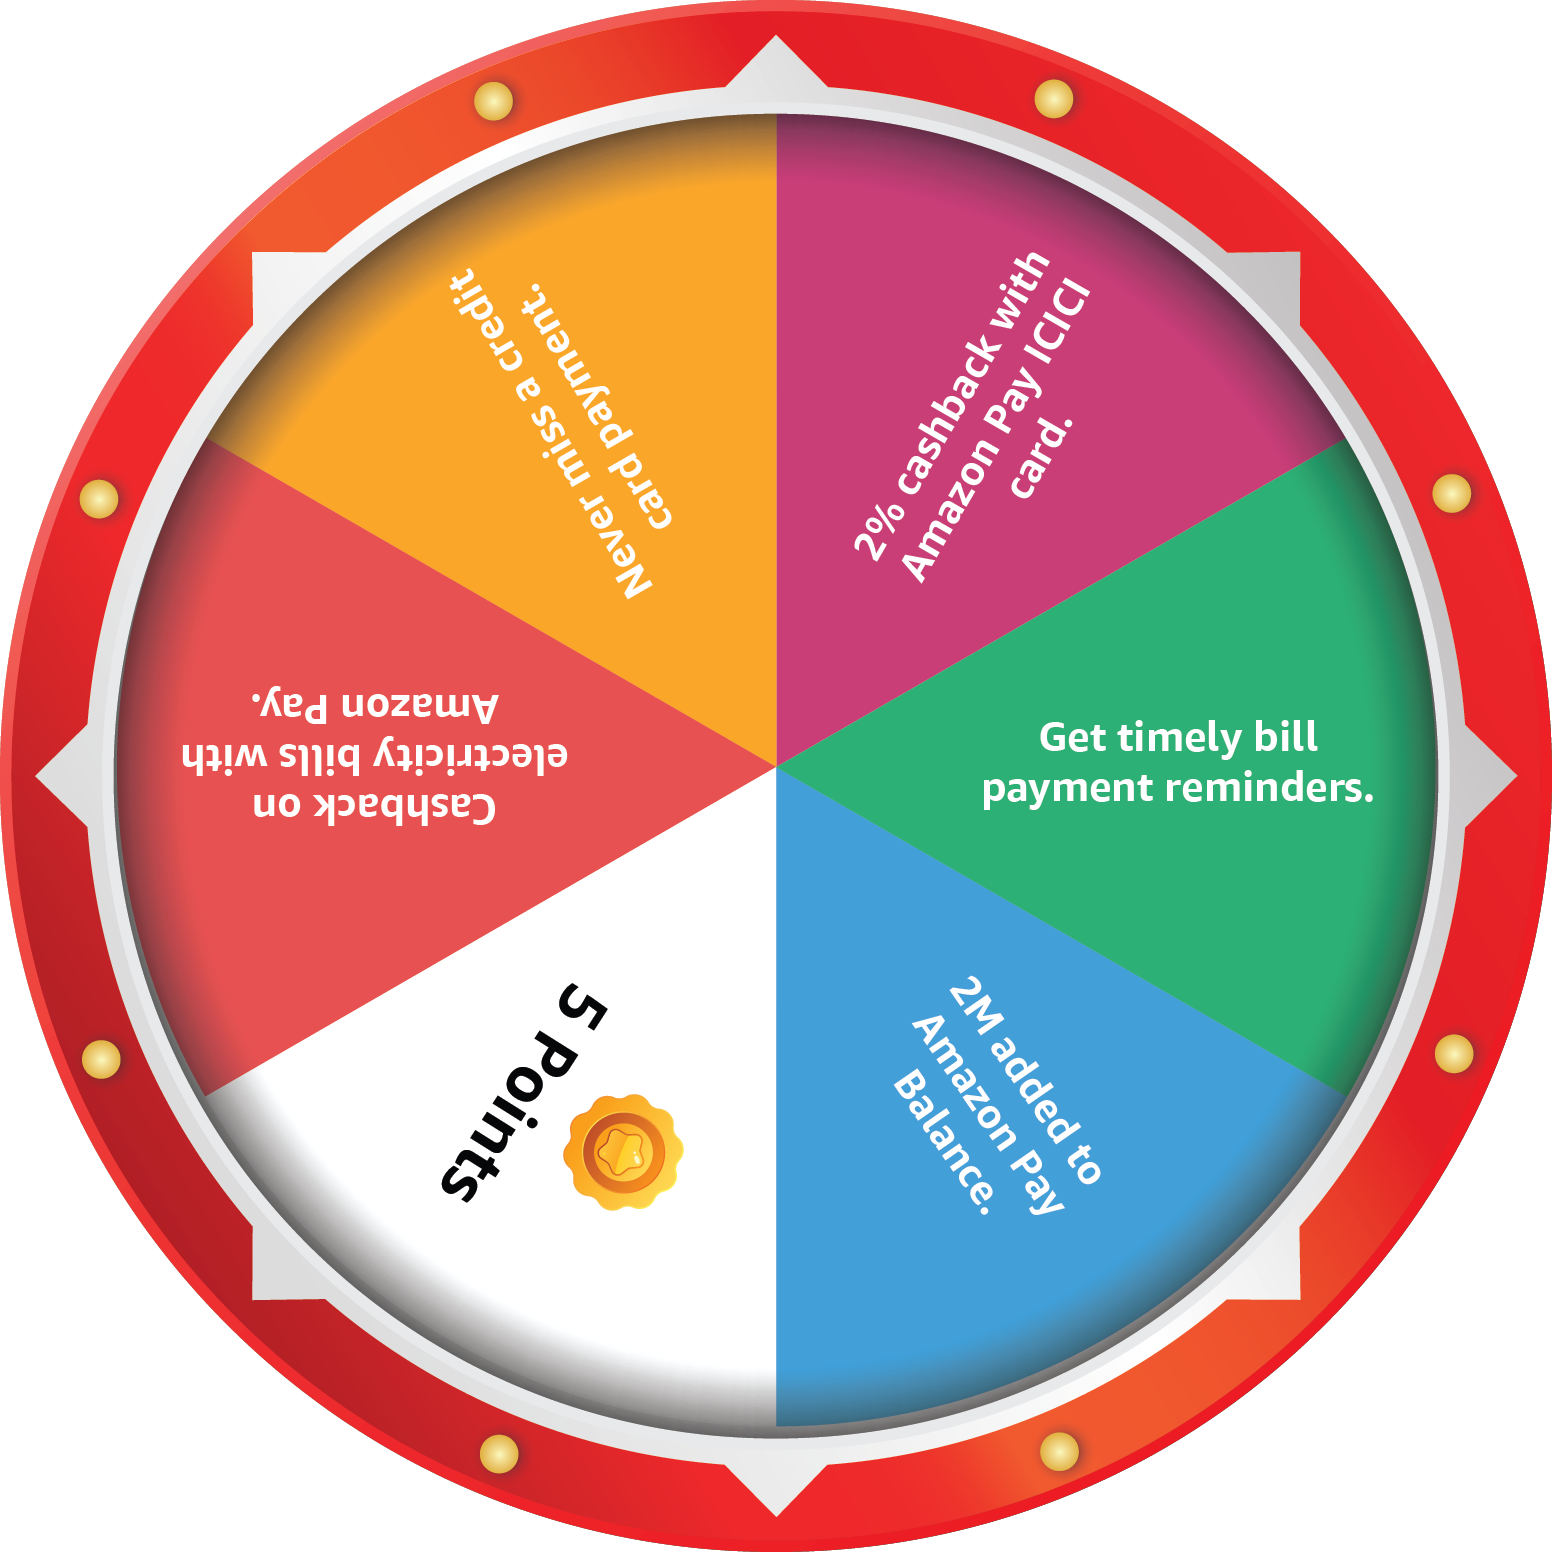 2% cashback with
Amazon Pay ICICI
card.
Get timely bill
payment reminders.
2M added to
Amazon Pay
Balance.
5 Points
Cashback on
electricity bills with
Amazon Pay.
Never miss a credit
card payment.